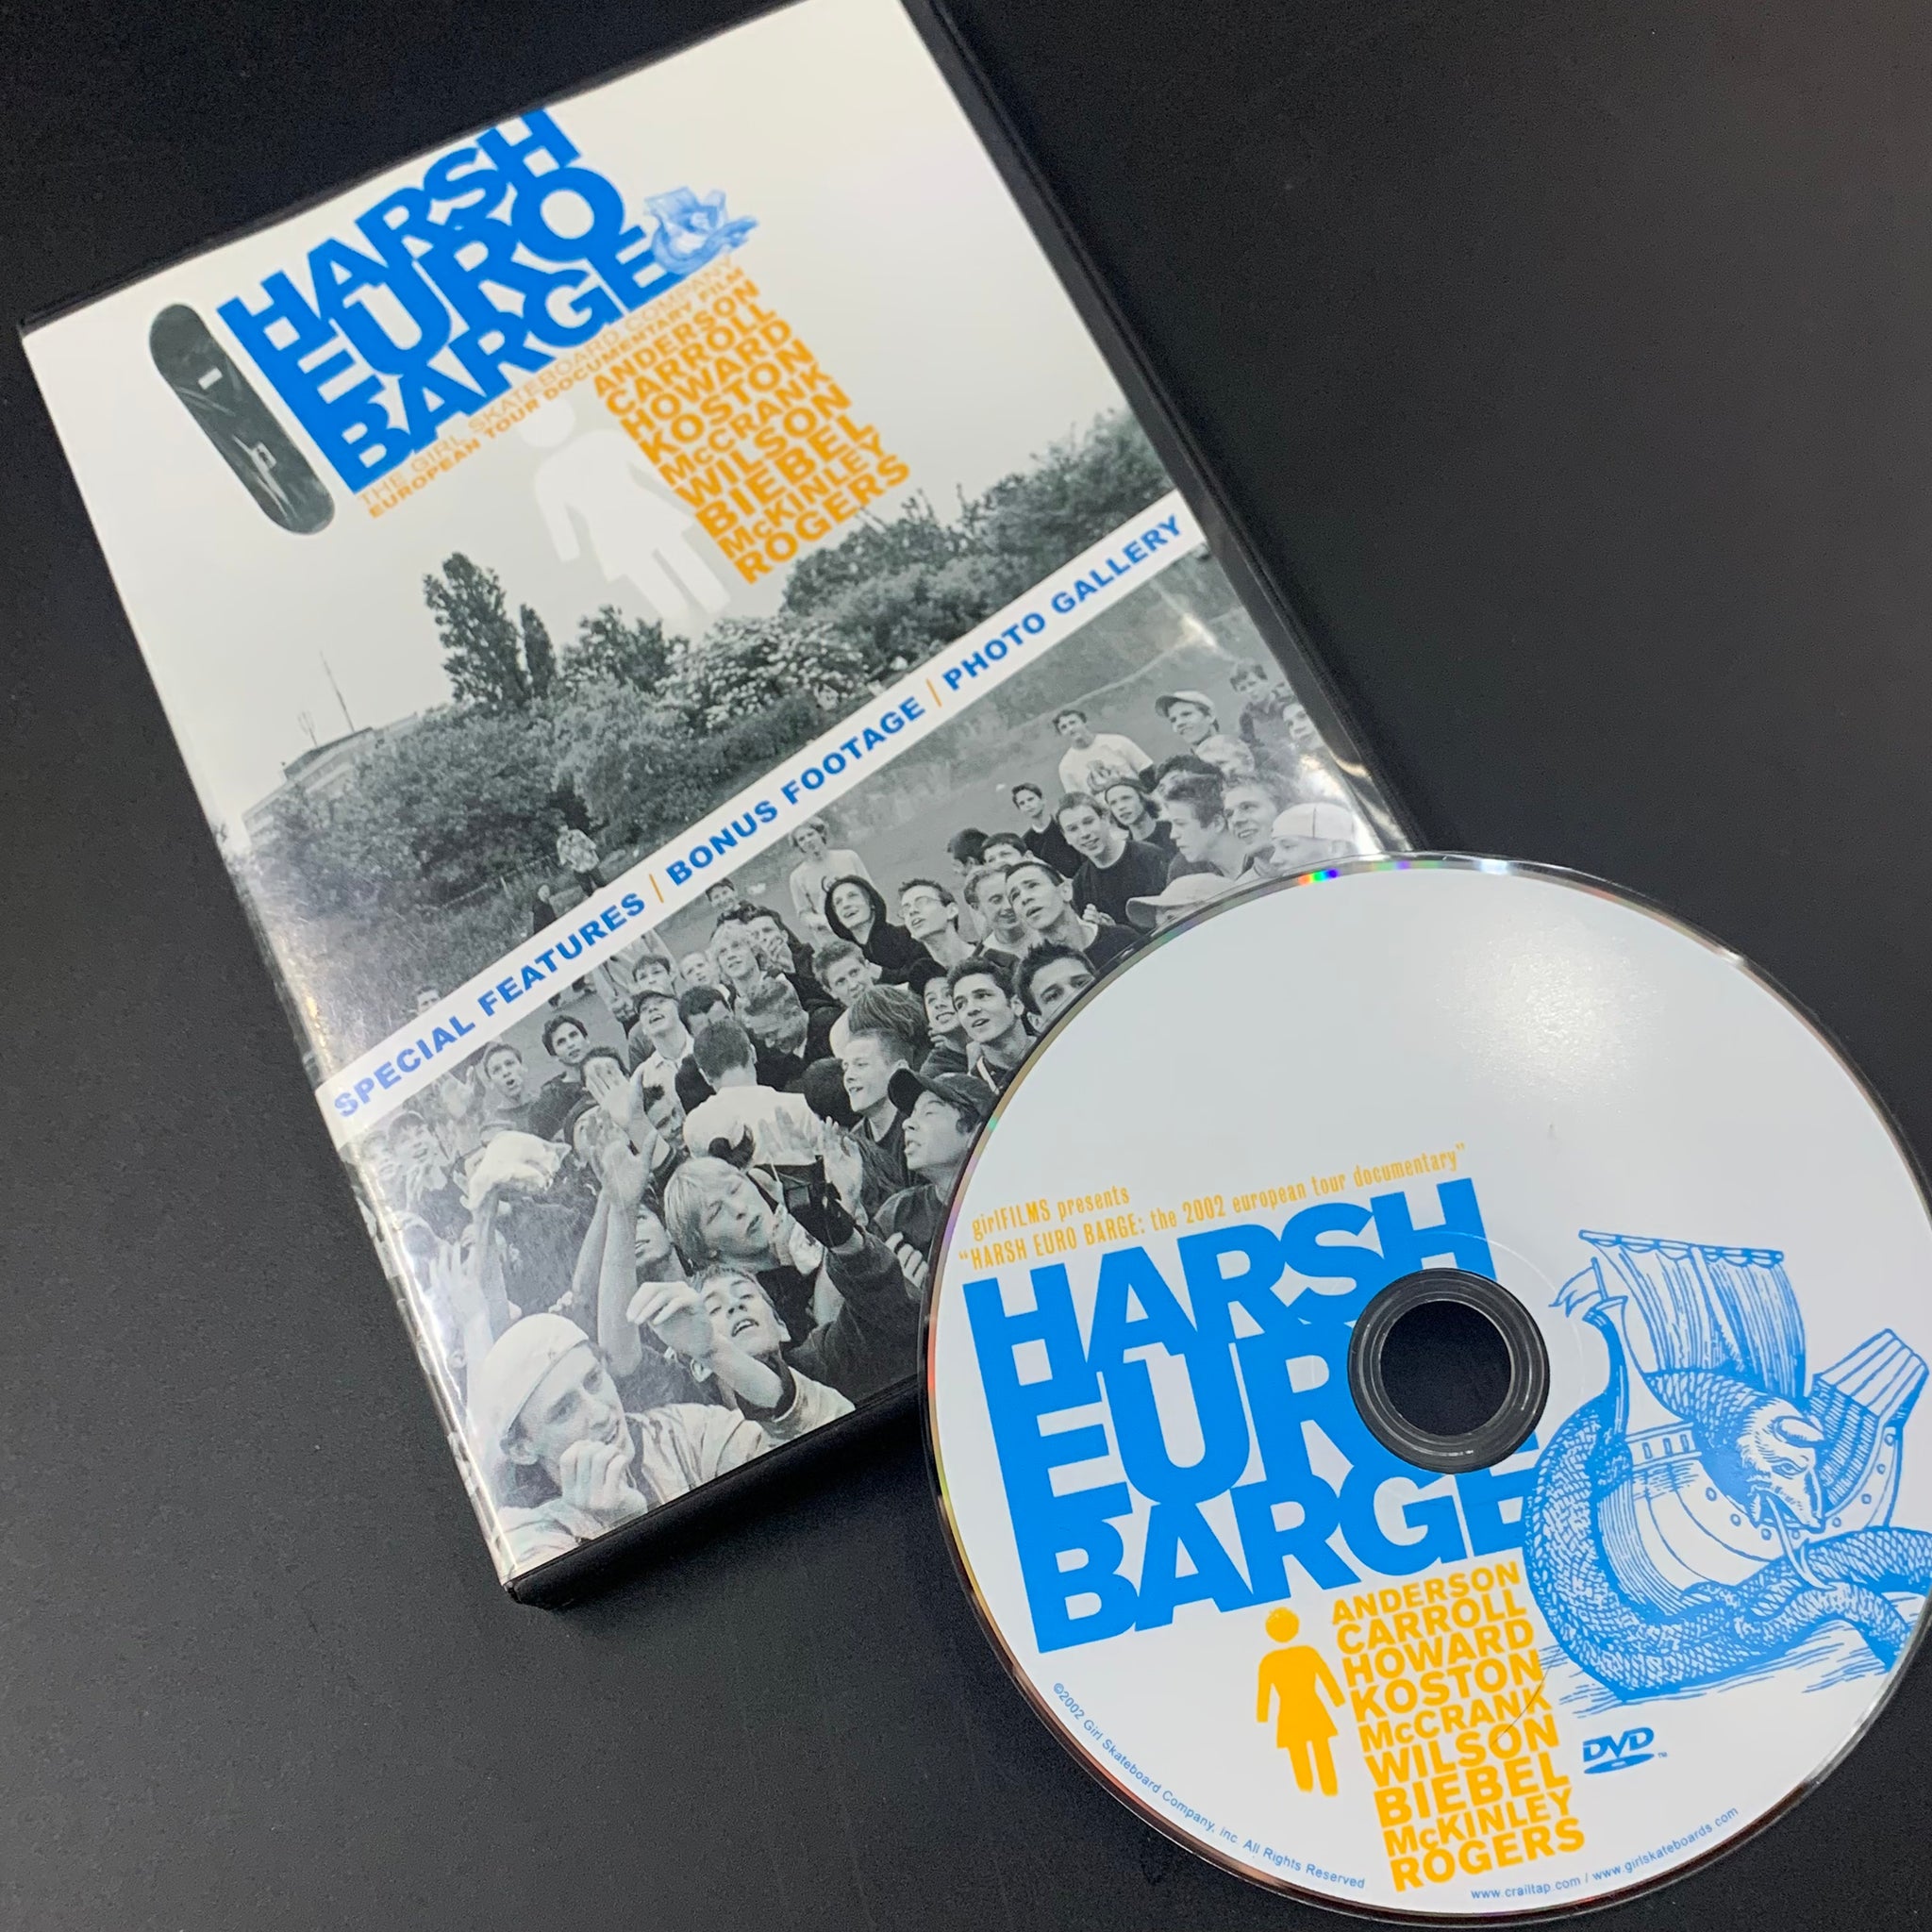 HARSH
EURO
BARGE
THE GIRL SKATEBOARD COMPANY
EUROPEAN TOUR DOCUMENTARY FILM
ANDERSON
CARROLL
HOWARD
KOSTON
McCRANK
WILSON
BIEBEL
McKINLEY
ROGERS
SPECIAL FEATURES | BONUS FOOTAGE | PHOTO GALLERY
girlFILMS presents
"HARSH EURO BARGE: the 2002 european tour documentary"
HARSH
EURO
BARGE
ANDERSON
CARROLL
HOWARD
KOSTON
McCRANK
WILSON
BIEBEL
McKINLEY
ROGERS
DVD™
©2002 Girl Skateboard Company, inc. All Rights Reserved
www.crailtap.com / www.girlskateboards.com